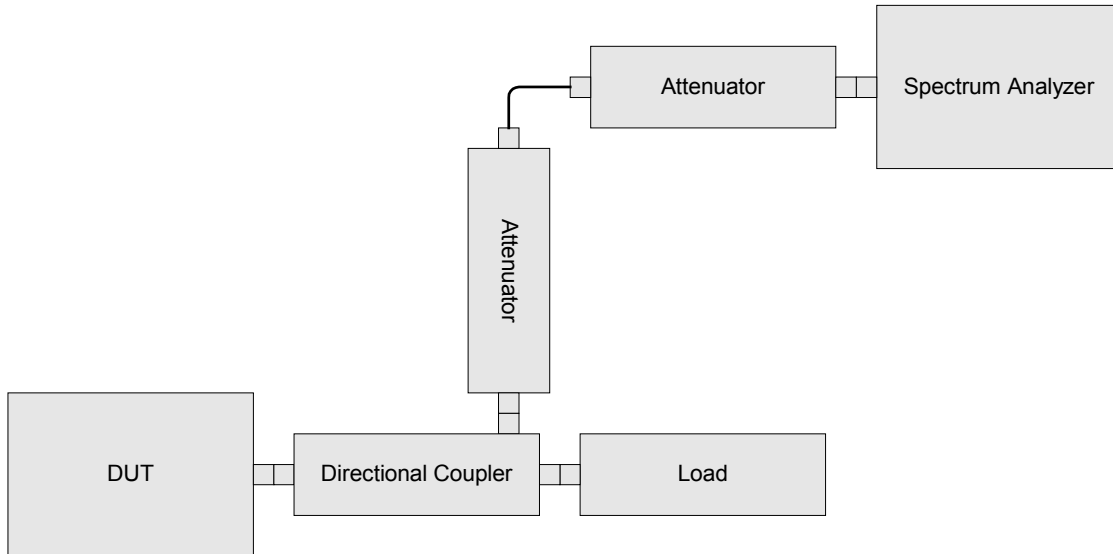 Attenuator
Spectrum Analyzer
Attenuator
DUT
Directional Coupler
Load